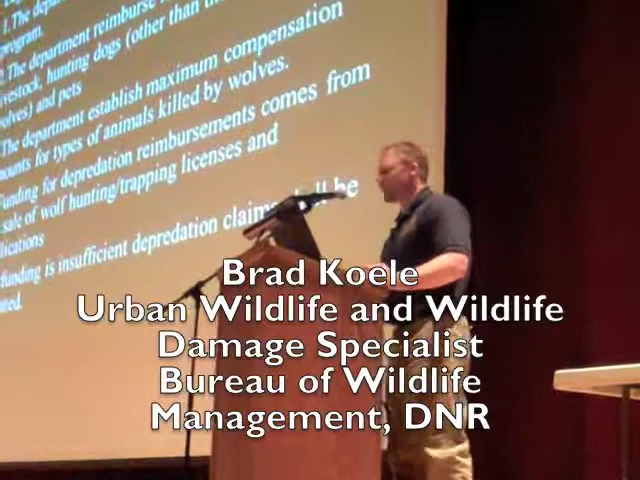 1.The
program.
The department reimburse
livestock, hunting dogs (other than
wolves) and pets
The department establish maximum compensation
amounts for types of animals killed by wolves.
Funding for depredation reimbursements comes from
sale of wolf hunting/trapping licenses and
applications
funding is insufficient depredation claims shall be
Brad Koele
Urban Wildlife and Wildlife
Damage Specialist
Bureau of Wildlife
Management, DNR